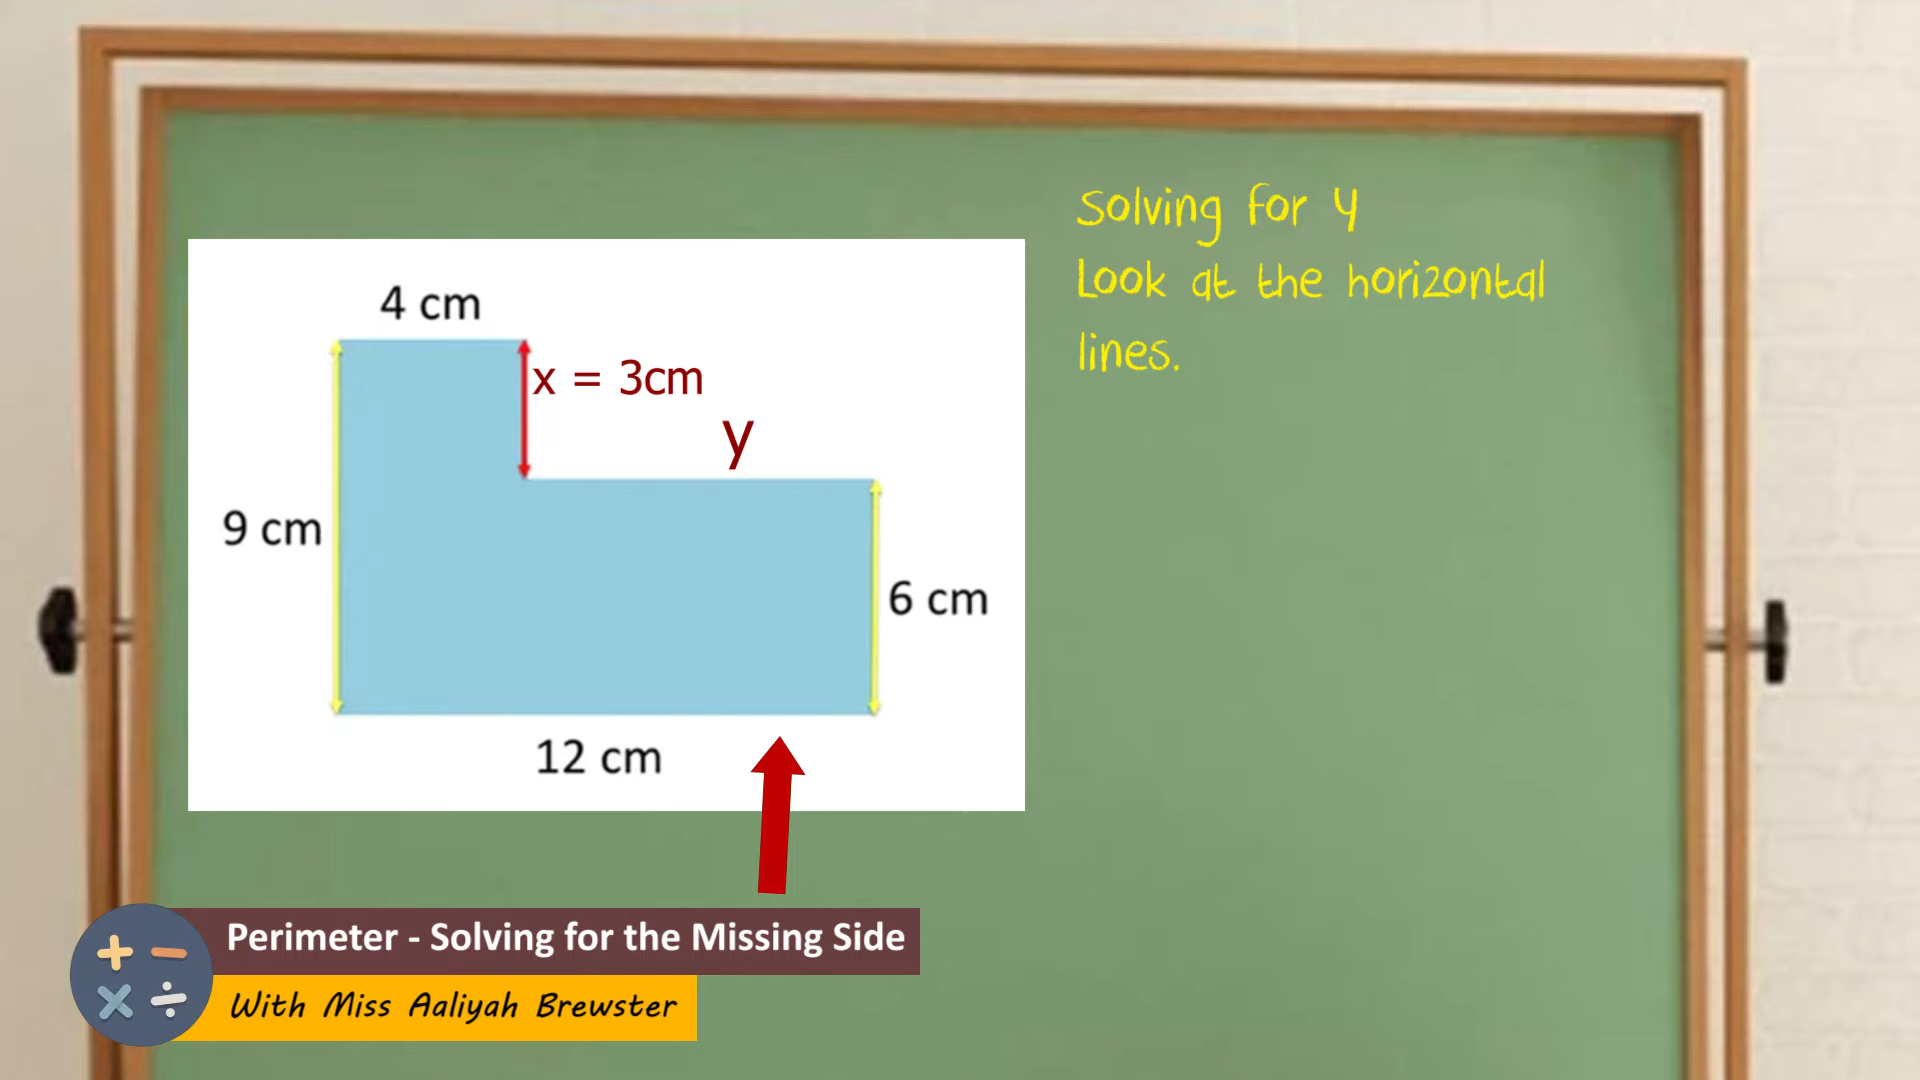 Solving for y
Look at the horizontal
lines.
4 cm
x = 3cm
y
9 cm
6 cm
12 cm
Perimeter - Solving for the Missing Side
With Miss Aaliyah Brewster